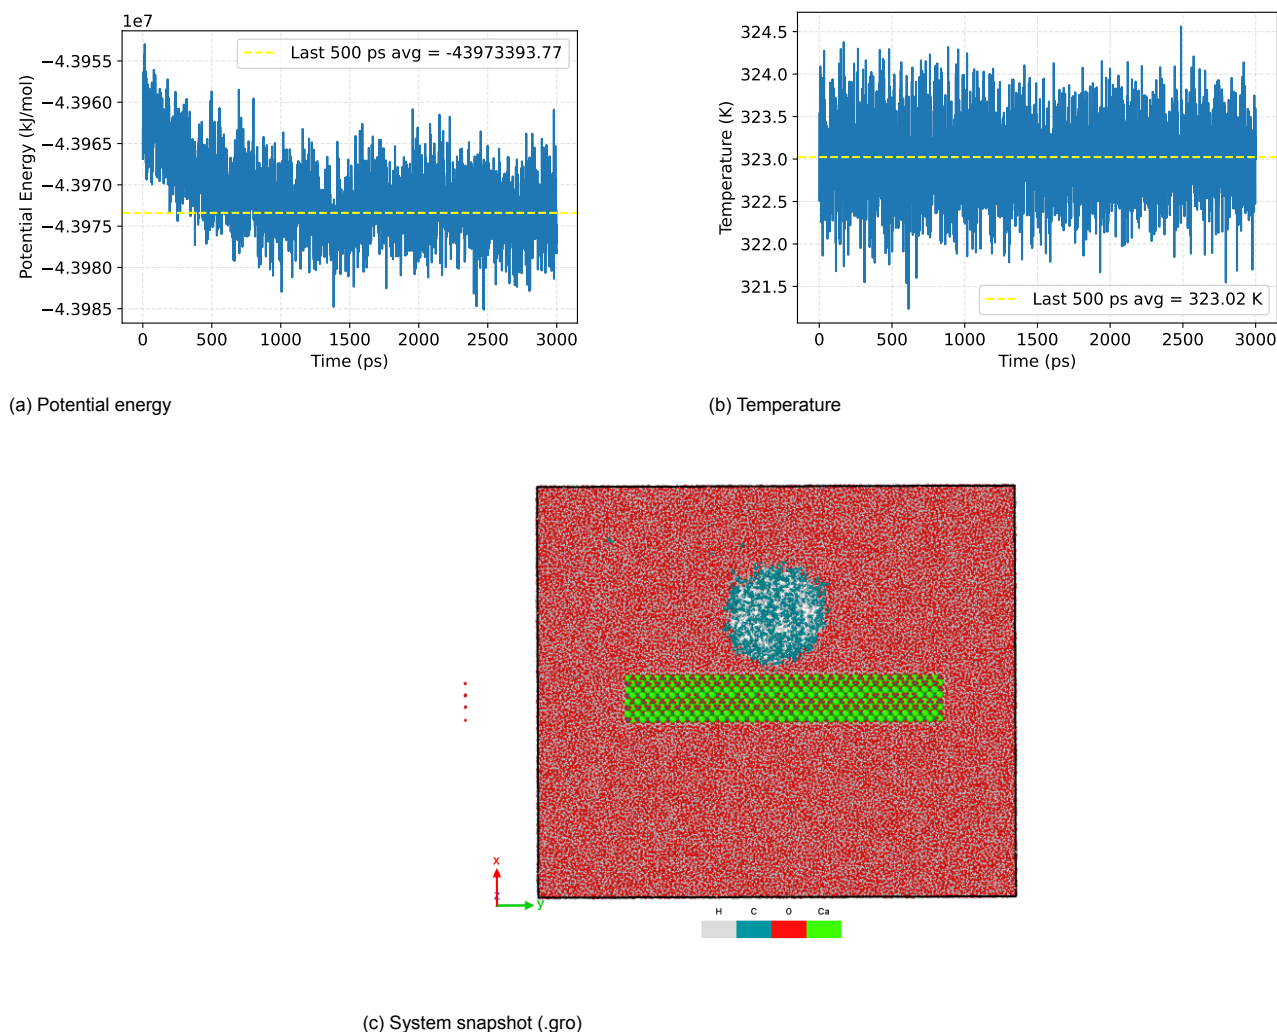 1e7
Potential Energy (kJ/mol)
−4.3955
−4.3960
−4.3965
−4.3970
−4.3975
−4.3980
−4.3985
Last 500 ps avg = -43973393.77
0 500 1000 1500 2000 2500 3000
Time (ps)
(a) Potential energy
Temperature (K)
324.5
324.0
323.5
323.0
322.5
322.0
321.5
Last 500 ps avg = 323.02 K
0 500 1000 1500 2000 2500 3000
Time (ps)
(b) Temperature
x
z
y
H C O Ca
(c) System snapshot (.gro)